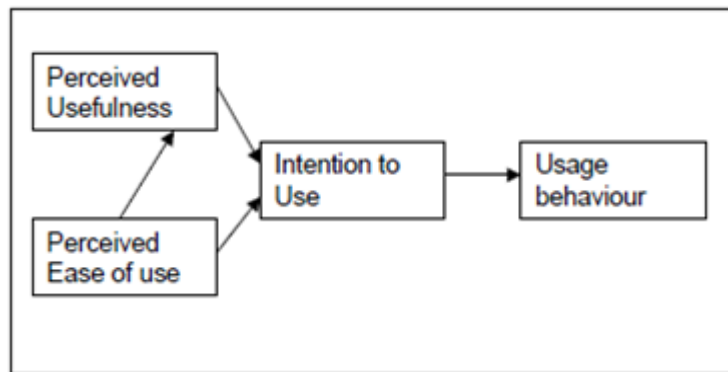 Perceived
Usefulness
Intention to
Use
Usage
behaviour
Perceived
Ease of use